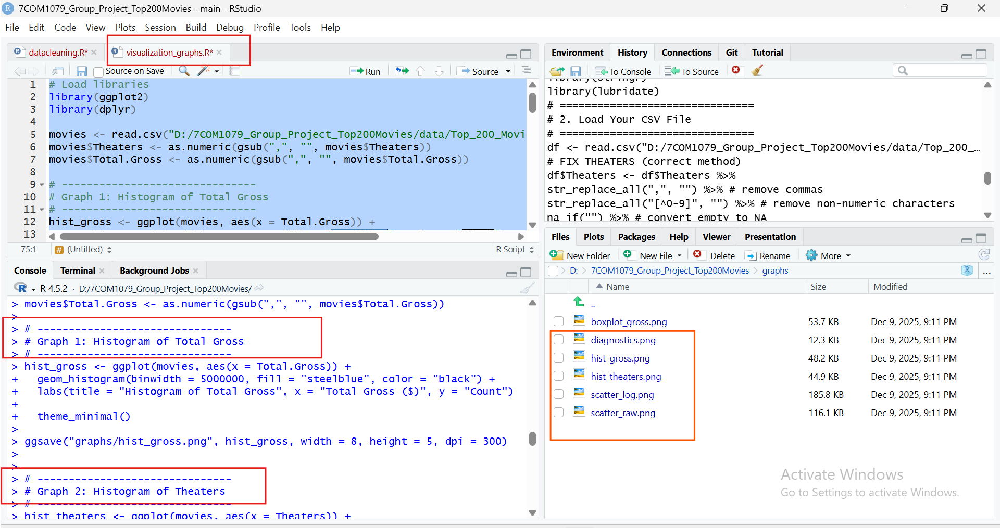 7COM1079_Group_Project_Top200Movies - main - RStudio
File Edit Code View Plots Session Build Debug Profile Tools Help
datacleaning.R* visualization_graphs.R*
Source on Save Run Source
1 # Load libraries
2 library(ggplot2)
3 library(dplyr)
4
5 movies <- read.csv("D:/7COM1079_Group_Project_Top200Movies/data/Top_200_Movi
6 movies$Theaters <- as.numeric(gsub(",", "", movies$Theaters))
7 movies$Total.Gross <- as.numeric(gsub(",", "", movies$Total.Gross))
8
9 # -------------------------------
10 # Graph 1: Histogram of Total Gross
11 # -------------------------------
12 hist_gross <- ggplot(movies, aes(x = Total.Gross)) +
13
75:1 # (Untitled) R Script
Console Terminal Background Jobs
R 4.5.2 · D:/7COM1079_Group_Project_Top200Movies/
> movies$Total.Gross <- as.numeric(gsub(",", "", movies$Total.Gross))
>
> # -------------------------------
> # Graph 1: Histogram of Total Gross
> # -------------------------------
> hist_gross <- ggplot(movies, aes(x = Total.Gross)) +
+ geom_histogram(binwidth = 5000000, fill = "steelblue", color = "black") +
+ labs(title = "Histogram of Total Gross", x = "Total Gross ($)", y = "Count")
+
+ theme_minimal()
>
> ggsave("graphs/hist_gross.png", hist_gross, width = 8, height = 5, dpi = 300)
>
>
> # -------------------------------
> # Graph 2: Histogram of Theaters
> # -------------------------------
> hist_theaters <- ggplot(movies, aes(x = Theaters)) +
Environment History Connections Git Tutorial
To Console To Source
library(stringr)
library(lubridate)
# ===============================
# 2. Load Your CSV File
# ===============================
df <- read.csv("D:/7COM1079_Group_Project_Top200Movies/data/Top_200_…
# FIX THEATERS (correct method)
df$Theaters <- df$Theaters %>%
str_replace_all(",", "") %>% # remove commas
str_replace_all("[^0-9]", "") %>% # remove non-numeric characters
na_if("") %>% # convert empty to NA
Files Plots Packages Help Viewer Presentation
New Folder New File Delete Rename More
D: 7COM1079_Group_Project_Top200Movies graphs R ...
Name Size Modified
..
boxplot_gross.png 53.7 KB Dec 9, 2025, 9:11 PM
diagnostics.png 12.3 KB Dec 9, 2025, 9:11 PM
hist_gross.png 48.2 KB Dec 9, 2025, 9:11 PM
hist_theaters.png 44.9 KB Dec 9, 2025, 9:11 PM
scatter_log.png 185.8 KB Dec 9, 2025, 9:11 PM
scatter_raw.png 116.1 KB Dec 9, 2025, 9:11 PM
Activate Windows
Go to Settings to activate Windows.